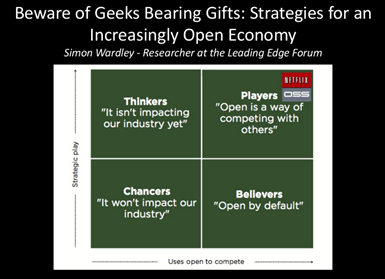 Beware of Geeks Bearing Gifts: Strategies for an
Increasingly Open Economy
Simon Wardley - Researcher at the Leading Edge Forum
Thinkers
"It isn't impacting
our industry yet"
NETFLIX
OSS
Players
"Open is a way of
competing with
others"
Strategic play
Chancers
"It won't impact our
industry"
Believers
"Open by default"
Uses open to compete